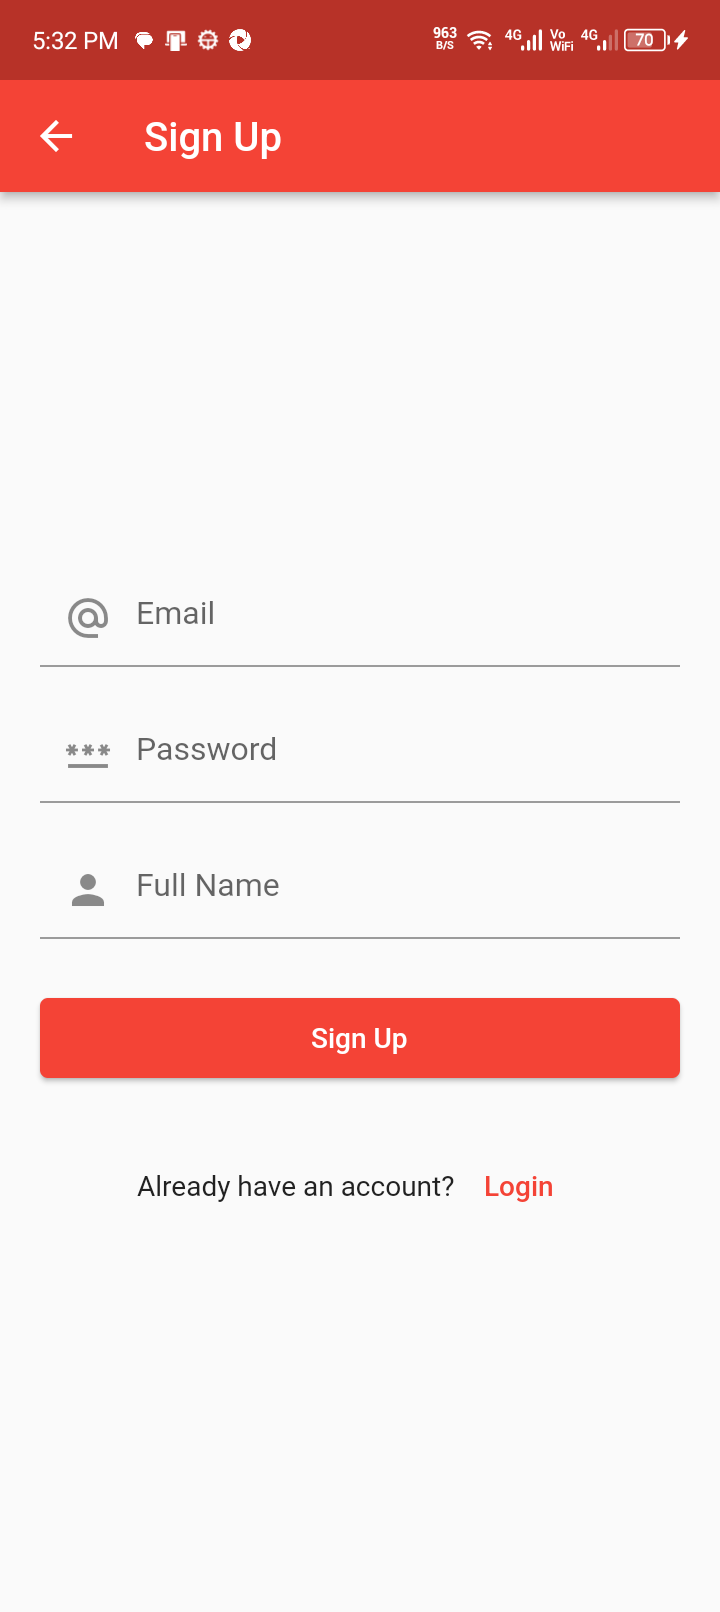 5:32 PM 963 B/S 4G Vo WiFi 4G 70
Sign Up
Email
*** Password
Full Name
Sign Up
Already have an account? Login